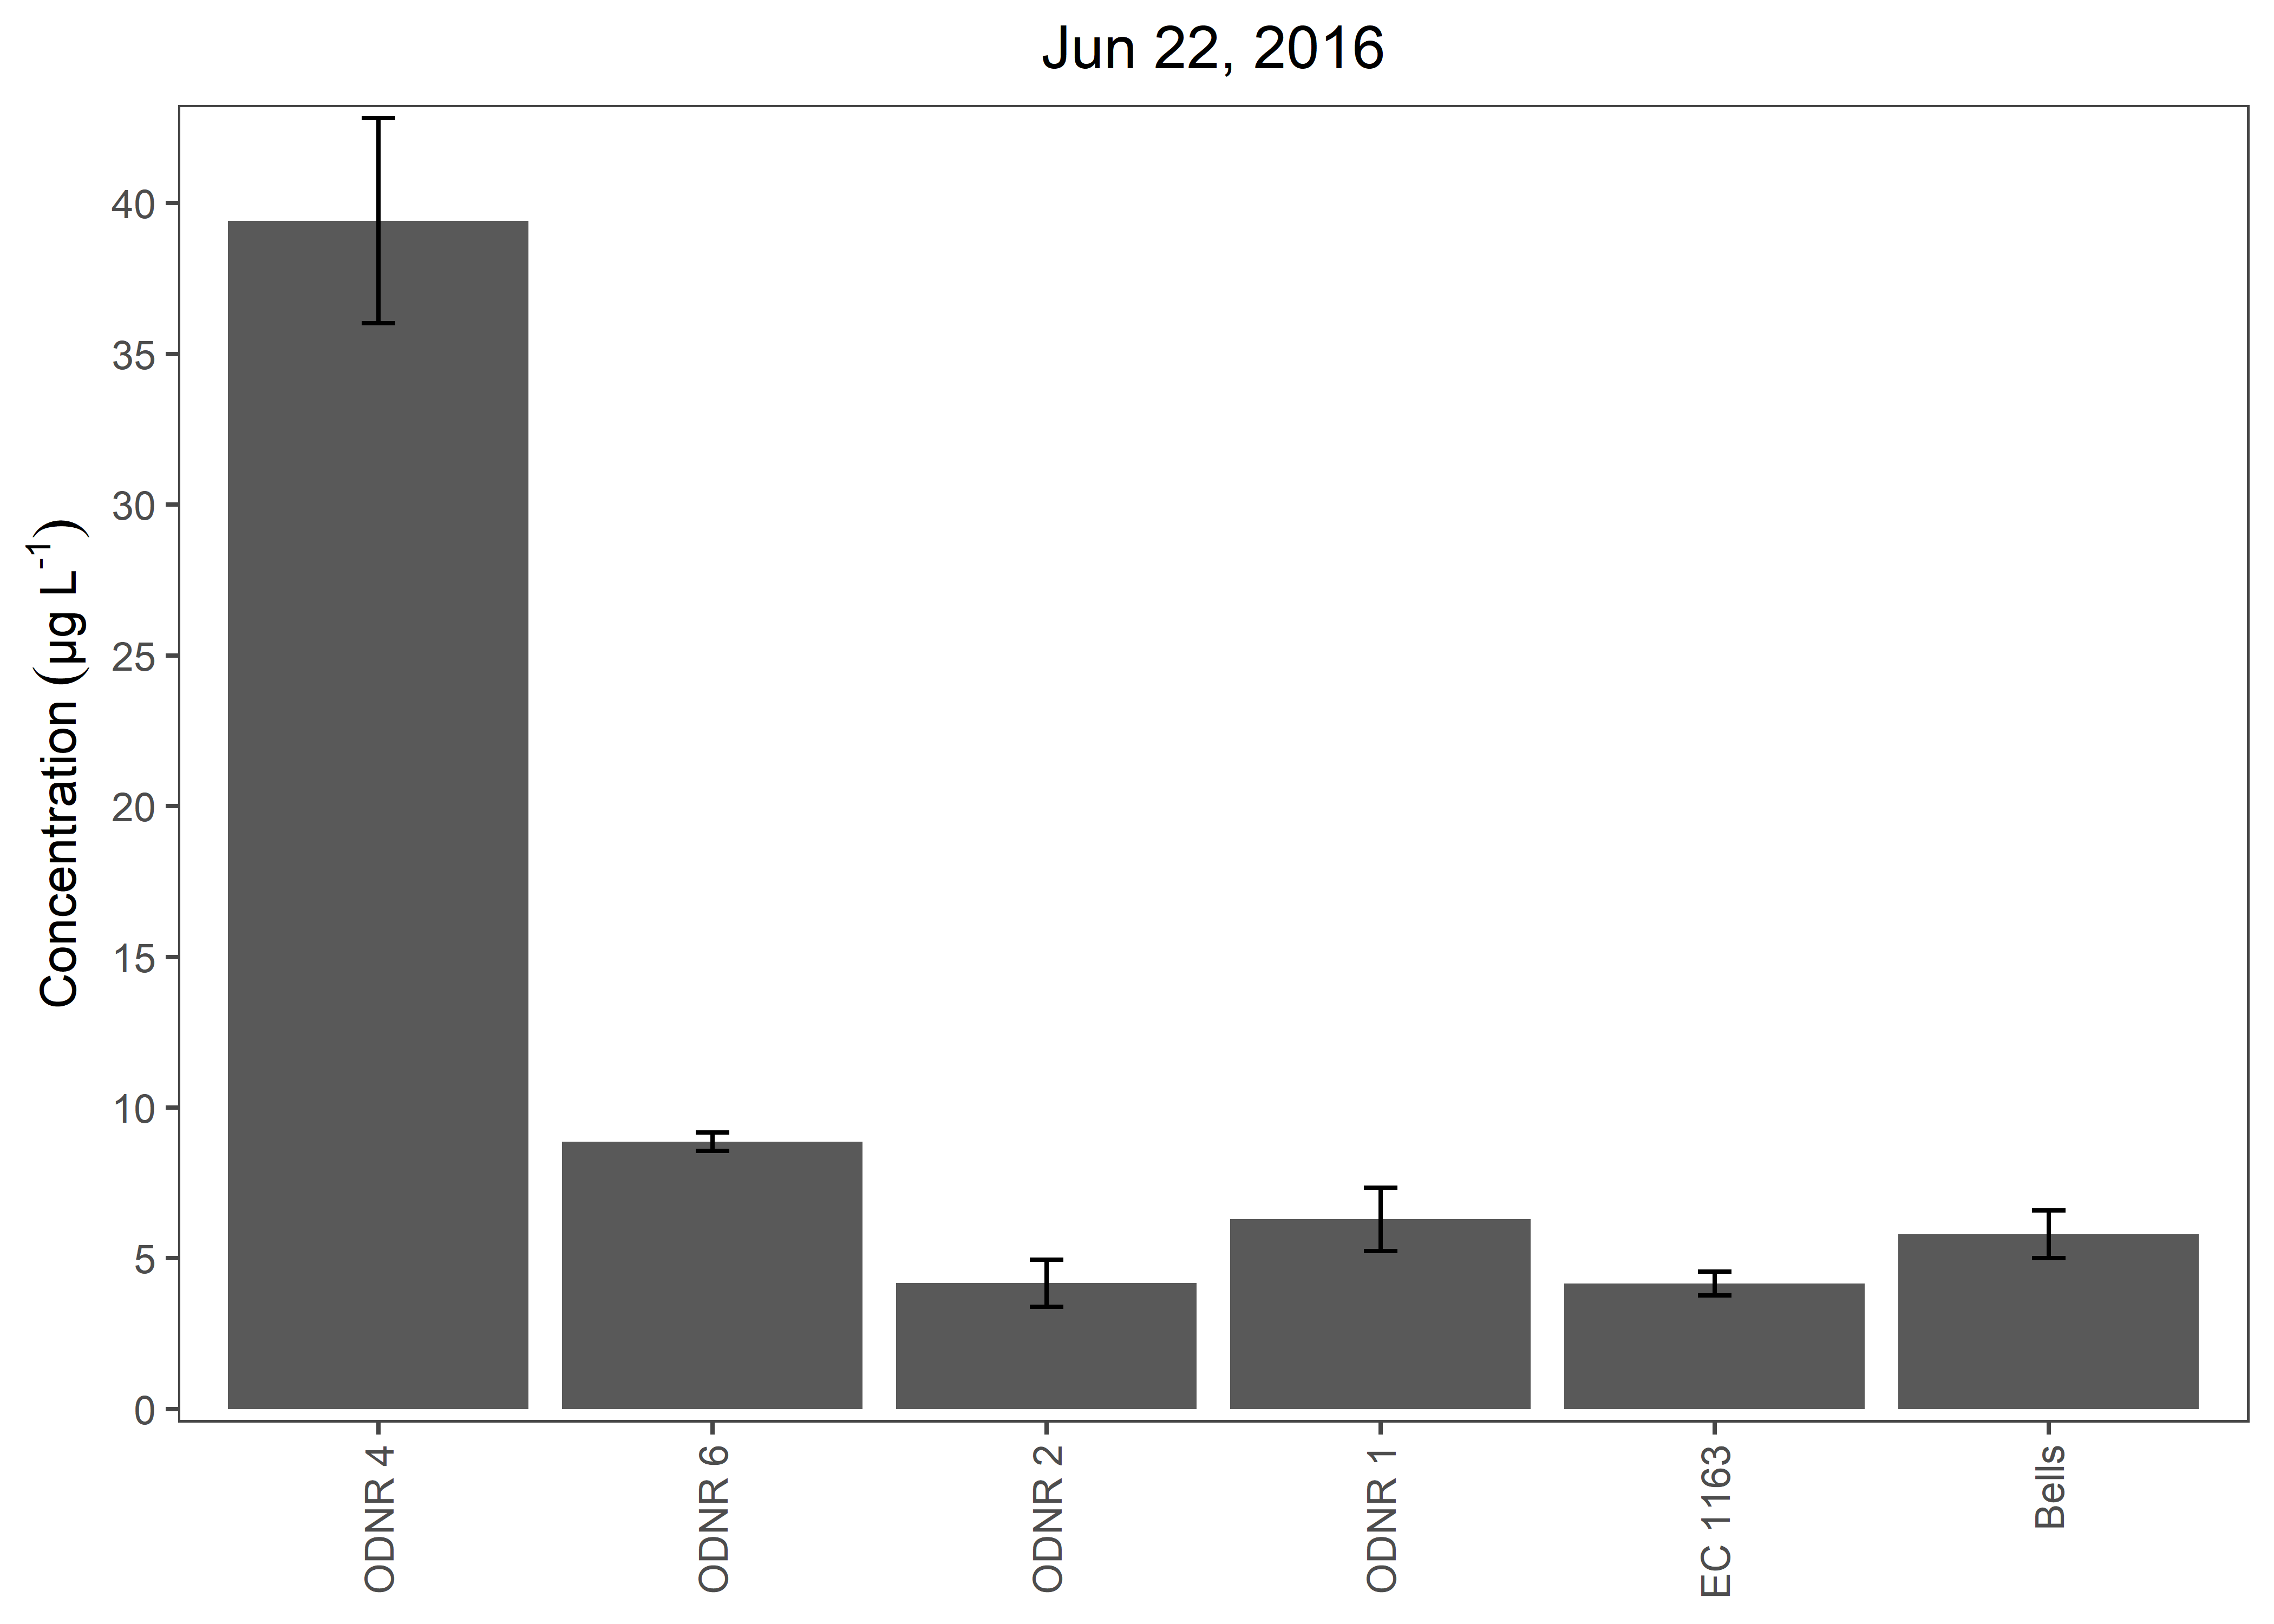 Jun 22, 2016
Concentration (µg L⁻¹)
40
35
30
25
20
15
10
5
0
ODNR 4
ODNR 6
ODNR 2
ODNR 1
EC 1163
Bells